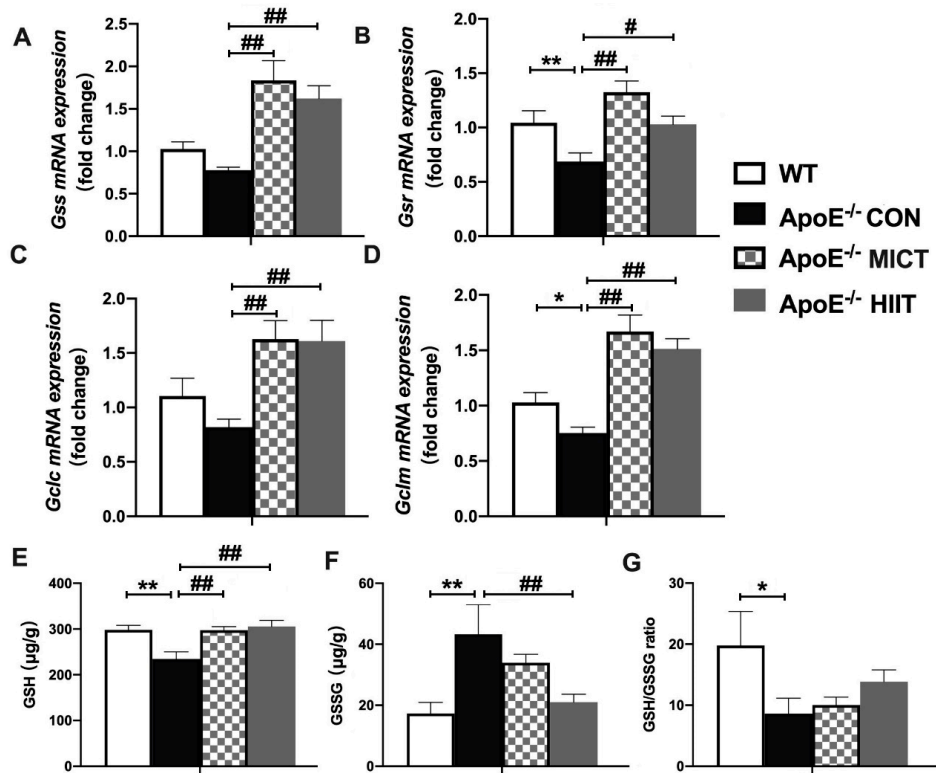 A
Gss mRNA expression
(fold change)
2.5
2.0
1.5
1.0
0.5
0.0
##
##
B
Gsr mRNA expression
(fold change)
2.0
1.5
1.0
0.5
0.0
#
**
##
WT
ApoE-/- CON
ApoE-/- MICT
ApoE-/- HIIT
C
Gclc mRNA expression
(fold change)
2.0
1.5
1.0
0.5
0.0
##
##
D
Gclm mRNA expression
(fold change)
2.0
1.5
1.0
0.5
0.0
##
*
##
E
GSH (μg/g)
400
300
200
100
0
##
**
##
F
GSSG (μg/g)
60
40
20
0
**
##
G
GSH/GSSG ratio
30
20
10
0
*